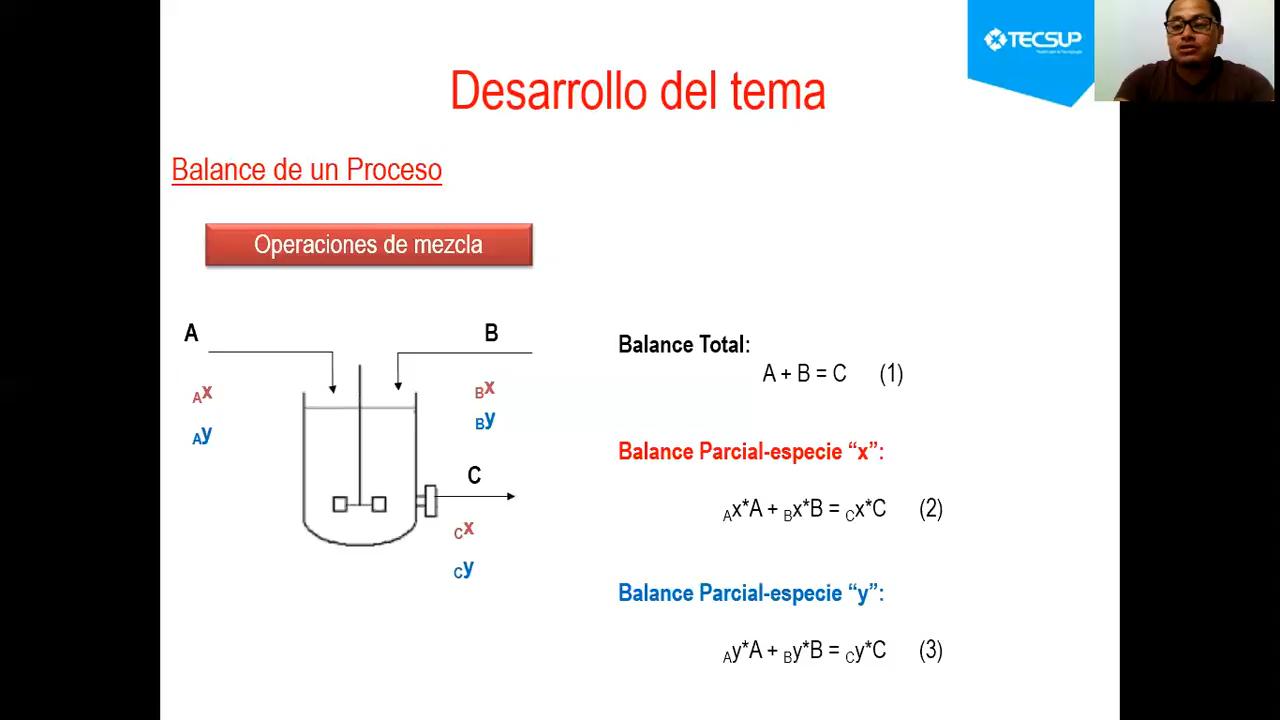 TECSUP
Desarrollo del tema
Balance de un Proceso
Operaciones de mezcla
A
B
Ax
Bx
Ay
By
C
Cx
Cy
Balance Total:
A + B = C (1)
Balance Parcial-especie “x”:
Ax*A + Bx*B = Cx*C (2)
Balance Parcial-especie “y”:
Ay*A + By*B = Cy*C (3)